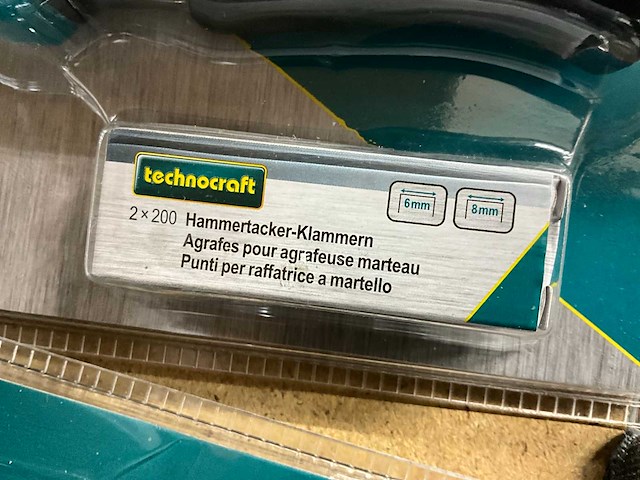 technocraft
6mm
8mm
2 × 200 Hammertacker-Klammern
Agrafes pour agrafeuse marteau
Punti per raffatrice a martello